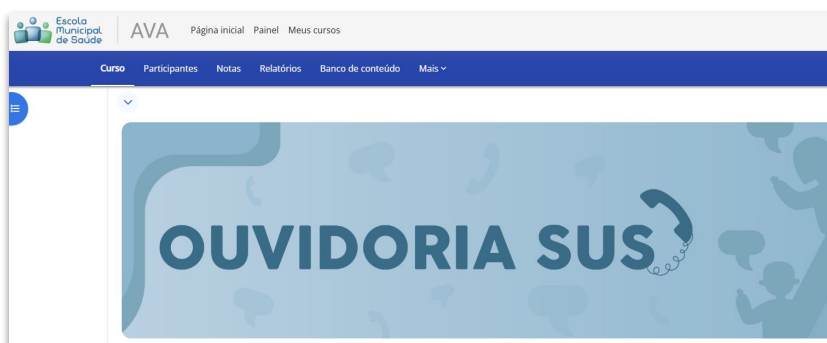 Escola
Municipal
de Saúde
AVA
Página inicial Painel Meus cursos
Curso Participantes Notas Relatórios Banco de conteúdo Mais
OUVIDORIA SUS